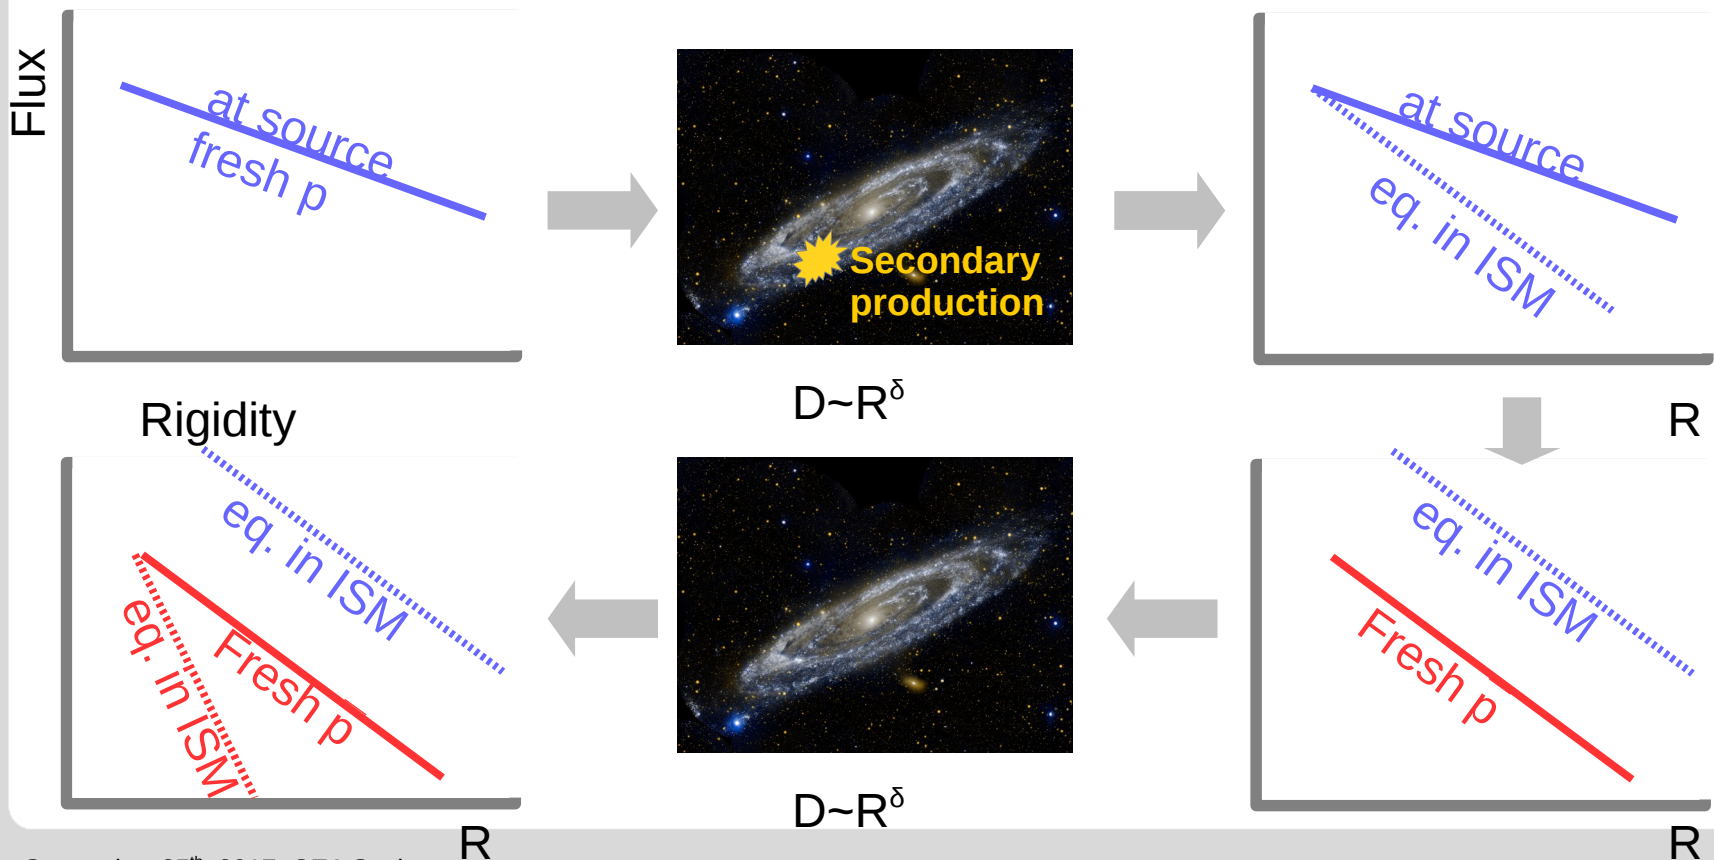 Flux
at source
fresh p
Secondary
production
at source
eq. in ISM
D~Rδ
Rigidity
R
eq. in ISM
eq. in ISM
Fresh p
eq. in ISM
Fresh p
D~Rδ
R
R